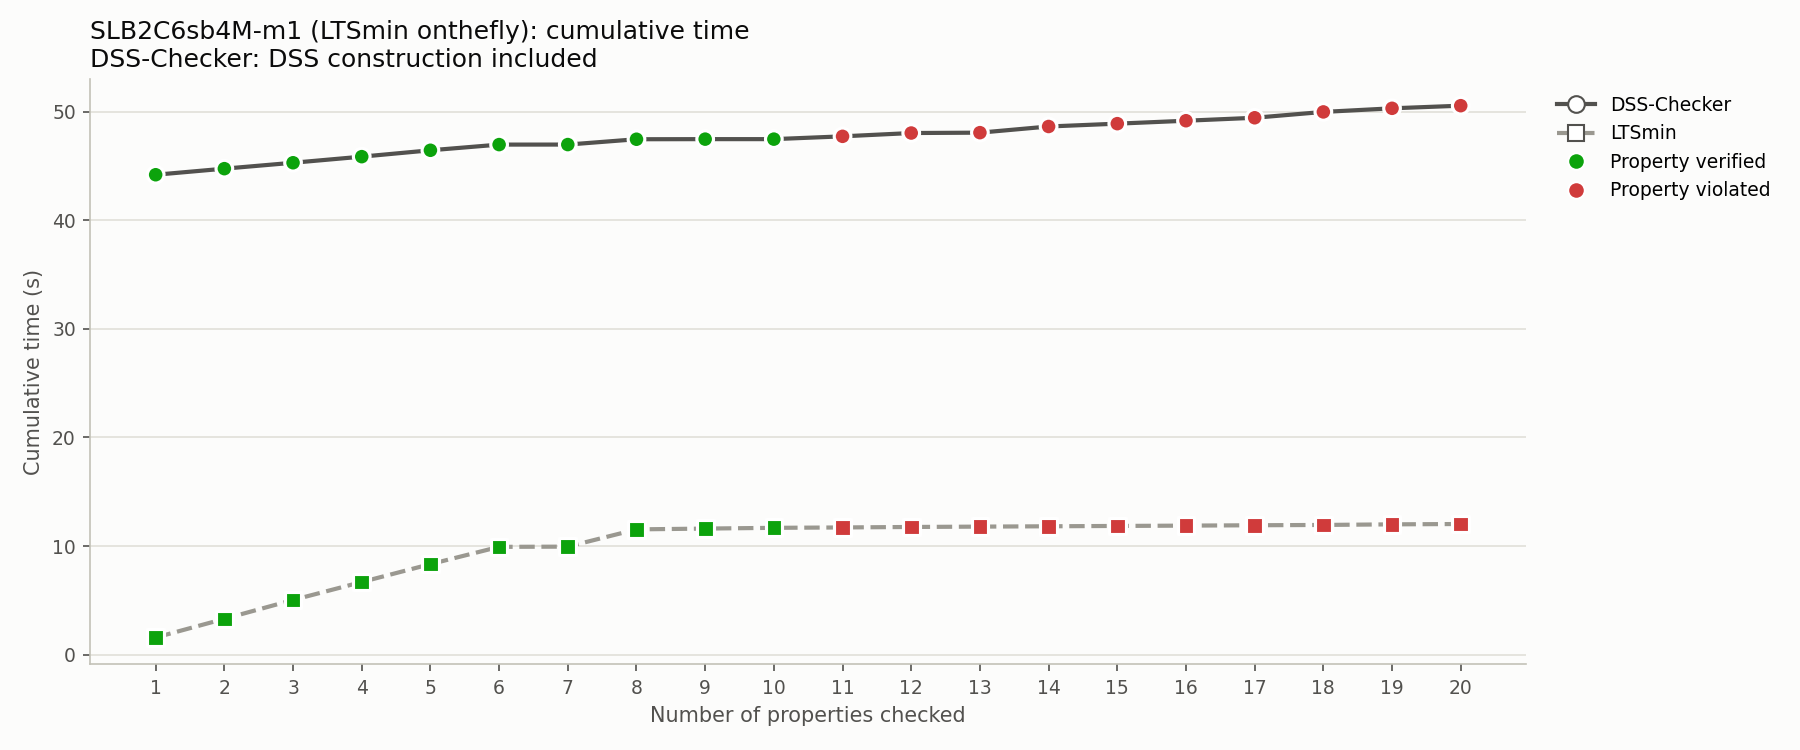 SLB2C6sb4M-m1 (LTSmin onthefly): cumulative time
DSS-Checker: DSS construction included
DSS-Checker
LTSmin
Property verified
Property violated
Cumulative time (s)
50
40
30
20
10
0
1 2 3 4 5 6 7 8 9 10 11 12 13 14 15 16 17 18 19 20
Number of properties checked